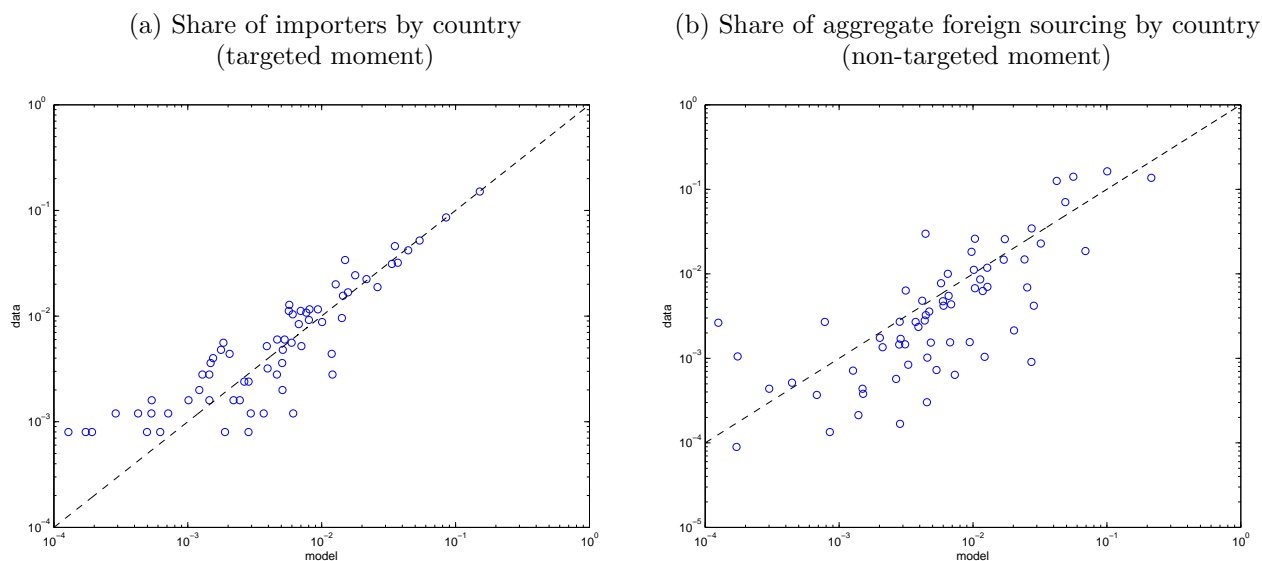 (a) Share of importers by country
(targeted moment)
10^0
10^-1
10^-2
10^-3
10^-4
data
10^-4 10^-3 10^-2 10^-1 10^0
model
(b) Share of aggregate foreign sourcing by country
(non-targeted moment)
10^0
10^-1
10^-2
10^-3
10^-4
10^-5
data
10^-4 10^-3 10^-2 10^-1 10^0
model